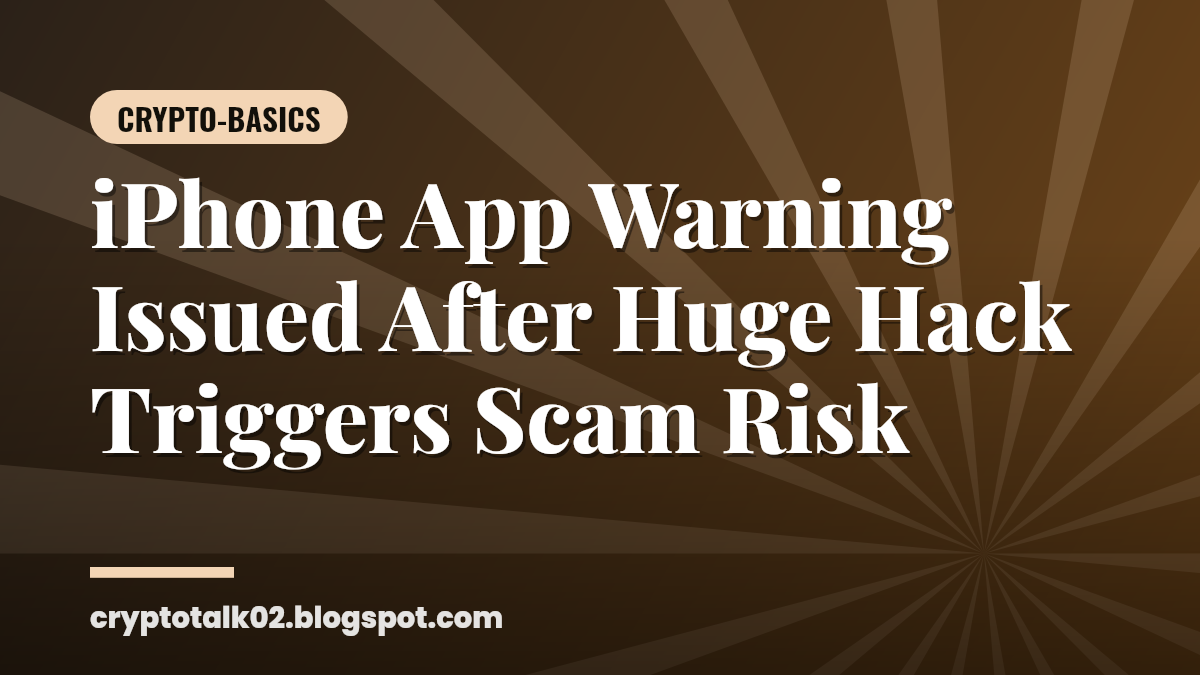 CRYPTO-BASICS
iPhone App Warning
Issued After Huge Hack
Triggers Scam Risk
cryptotalk02.blogspot.com